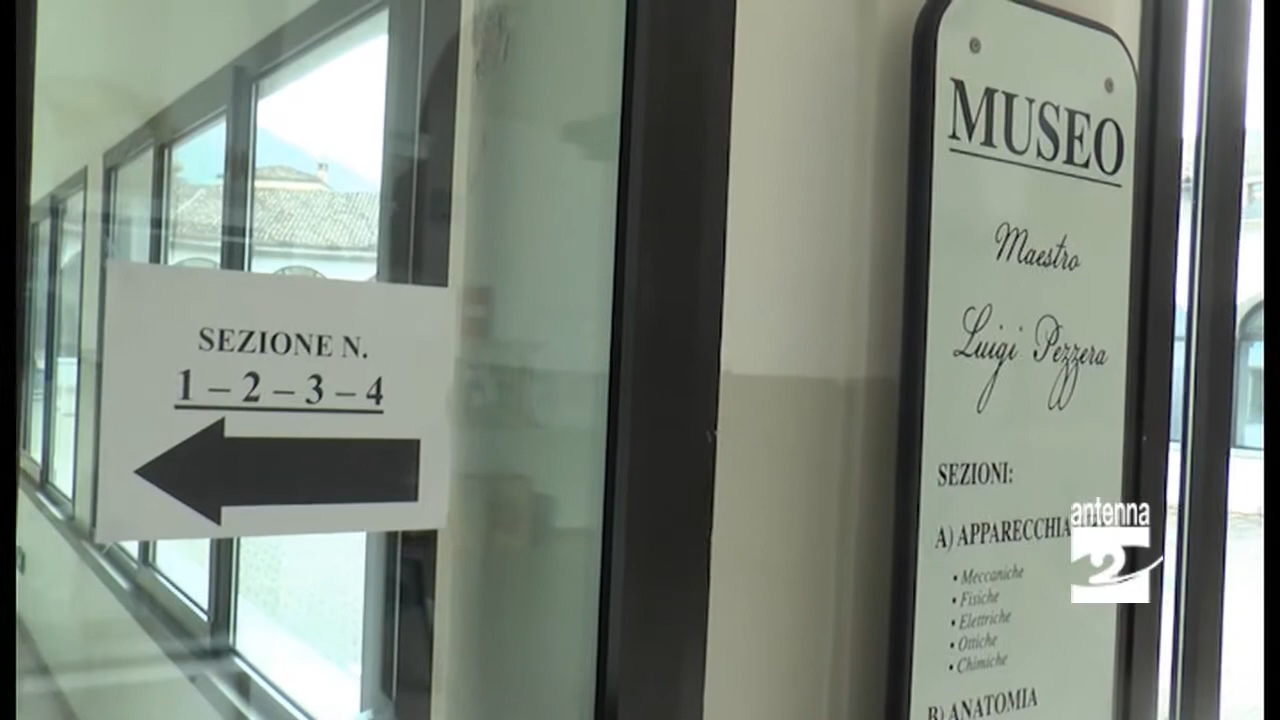 SEZIONE N.
1 – 2 – 3 – 4
MUSEO
Maestro
Luigi Pezzera
SEZIONI:
A) APPARECCHIA
• Meccaniche
• Fisiche
• Elettriche
• Ottiche
• Chimiche
B) ANATOMIA
antenna
2